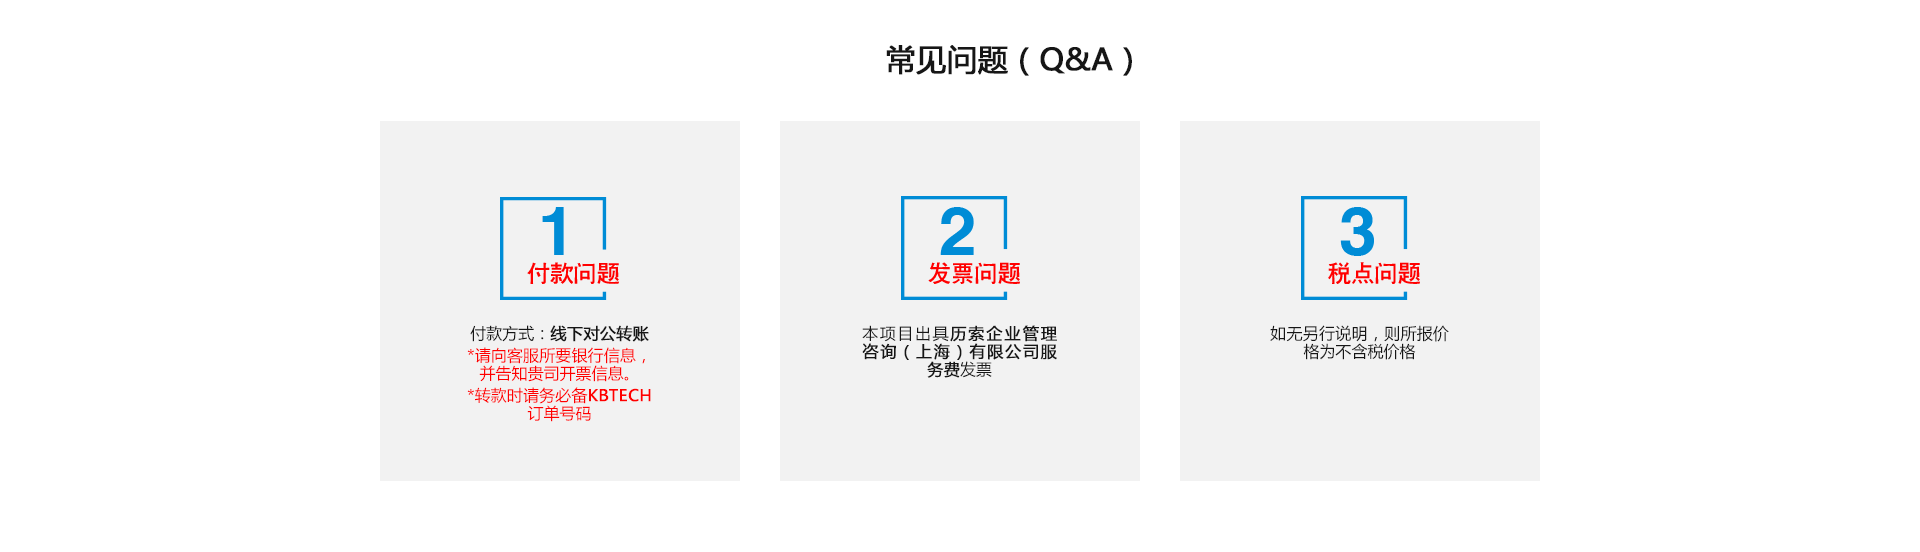 常见问题（Q&A）
1
付款问题
付款方式：线下对公转账
*请向客服所要银行信息，
并告知贵司开票信息。
*转款时请务必备KBTECH
订单号码
2
发票问题
本项目出具历索企业管理
咨询（上海）有限公司服
务费发票
3
税点问题
如无另行说明，则所报价
格为不含税价格